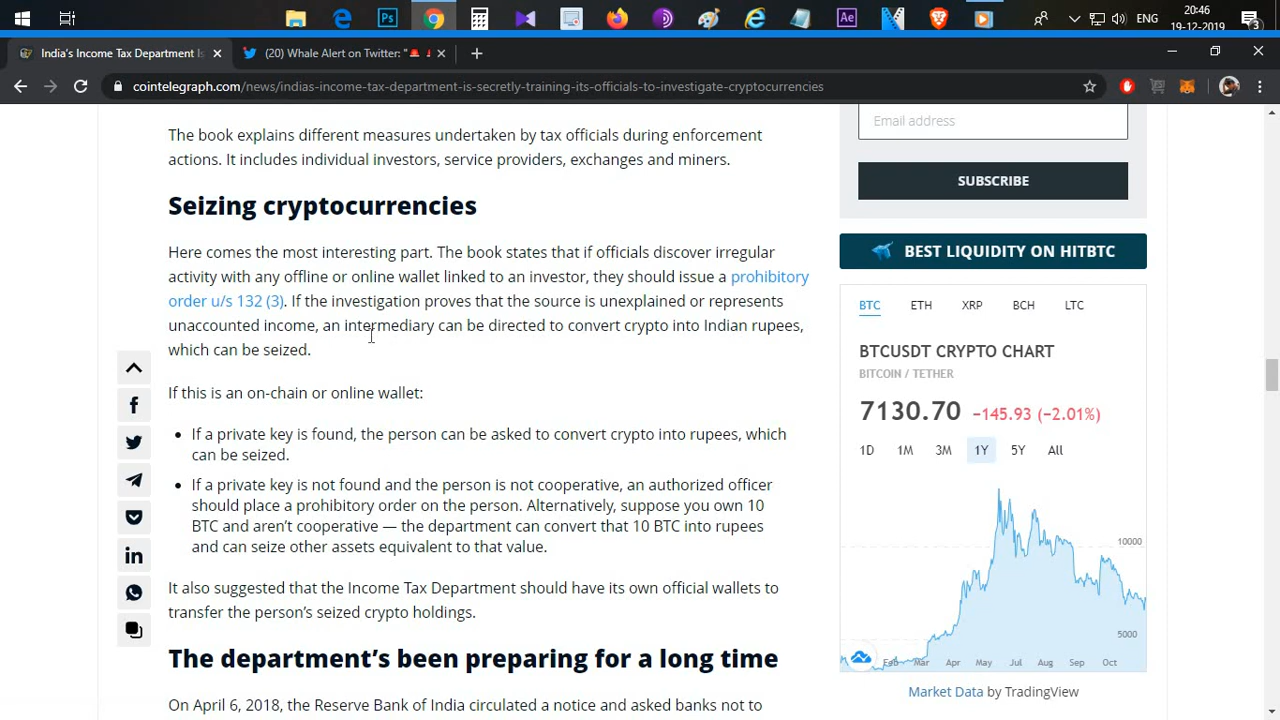 20:46
ENG
19-12-2019
3
India's Income Tax Department Is
(20) Whale Alert on Twitter: "
cointelegraph.com/news/indias-income-tax-department-is-secretly-training-its-officials-to-investigate-cryptocurrencies
The book explains different measures undertaken by tax officials during enforcement
actions. It includes individual investors, service providers, exchanges and miners.
Seizing cryptocurrencies
Here comes the most interesting part. The book states that if officials discover irregular
activity with any offline or online wallet linked to an investor, they should issue a prohibitory
order u/s 132 (3). If the investigation proves that the source is unexplained or represents
unaccounted income, an intermediary can be directed to convert crypto into Indian rupees,
which can be seized.
If this is an on-chain or online wallet:
• If a private key is found, the person can be asked to convert crypto into rupees, which
can be seized.
• If a private key is not found and the person is not cooperative, an authorized officer
should place a prohibitory order on the person. Alternatively, suppose you own 10
BTC and aren't cooperative — the department can convert that 10 BTC into rupees
and can seize other assets equivalent to that value.
It also suggested that the Income Tax Department should have its own official wallets to
transfer the person's seized crypto holdings.
The department's been preparing for a long time
On April 6, 2018, the Reserve Bank of India circulated a notice and asked banks not to
Email address
SUBSCRIBE
BEST LIQUIDITY ON HITBTC
BTC ETH XRP BCH LTC
BTCUSDT CRYPTO CHART
BITCOIN / TETHER
7130.70 −145.93 (−2.01%)
1D 1M 3M 1Y 5Y All
10000
5000
Feb Mar Apr May Jul Aug Sep Oct
Market Data by TradingView